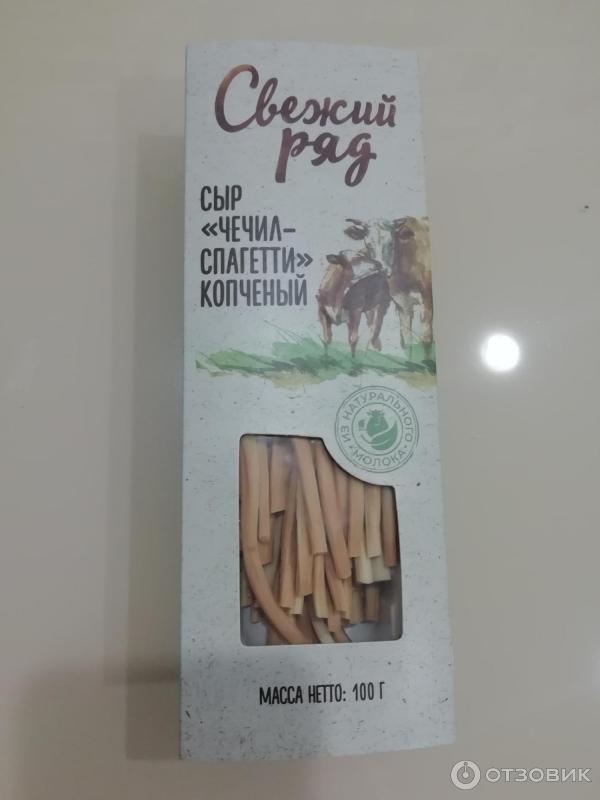 Свежий
ряд
СЫР
«ЧЕЧИЛ-
СПАГЕТТИ»
КОПЧЕНЫЙ
ИЗ НАТУРАЛЬНОГО
МОЛОКА
МАССА НЕТТО: 100 Г
ОТЗОВИК